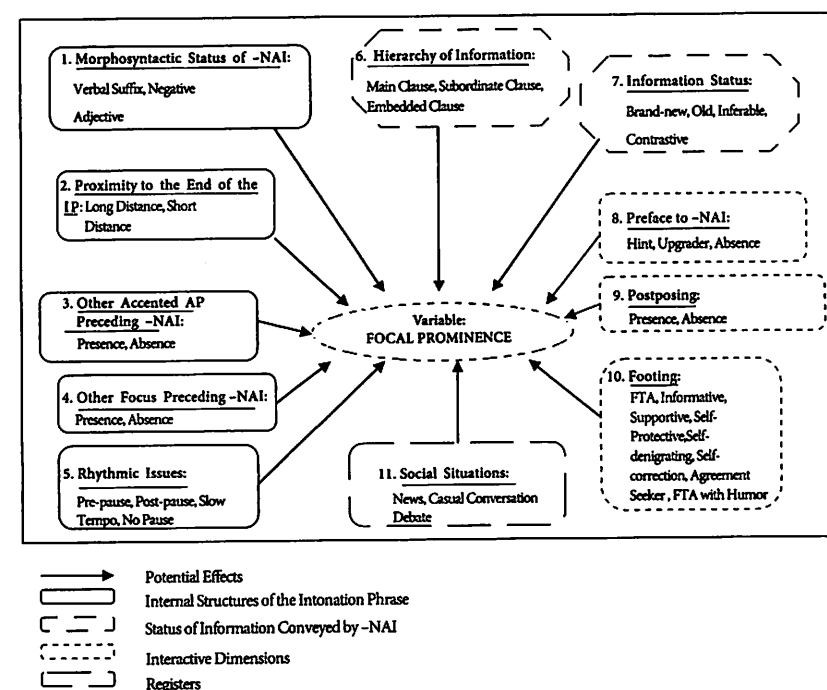 1. Morphosyntactic Status of –NAI:
Verbal Suffix, Negative
Adjective
2. Proximity to the End of the
IP: Long Distance, Short
Distance
3. Other Accented AP
Preceding –NAI:
Presence, Absence
4. Other Focus Preceding –NAI:
Presence, Absence
5. Rhythmic Issues:
Pre-pause, Post-pause, Slow
Tempo, No Pause
6. Hierarchy of Information:
Main Clause, Subordinate Clause,
Embedded Clause
7. Information Status:
Brand-new, Old, Inferable,
Contrastive
8. Preface to –NAI:
Hint, Upgrader, Absence
9. Postposing:
Presence, Absence
10. Footing:
FTA, Informative,
Supportive, Self-
Protective,Self-
denigrating, Self-
correction, Agreement
Seeker , FTA with Humor
11. Social Situations:
News, Casual Conversation
Debate
Variable:
FOCAL PROMINENCE
Potential Effects
Internal Structures of the Intonation Phrase
Status of Information Conveyed by –NAI
Interactive Dimensions
Registers